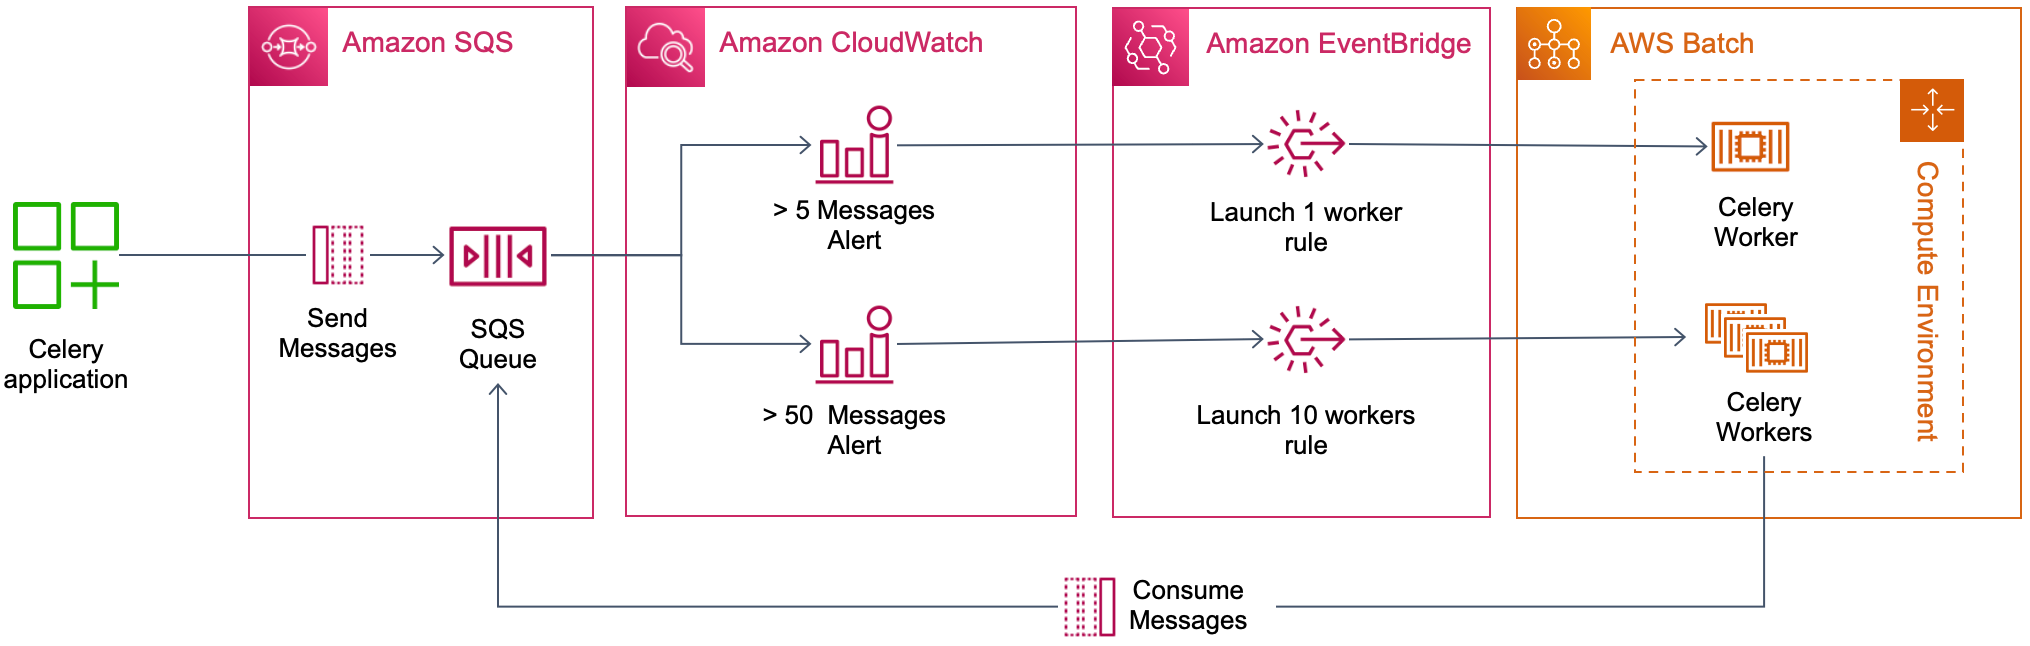 Amazon SQS
Amazon CloudWatch
Amazon EventBridge
AWS Batch
Celery
application
Send
Messages
SQS
Queue
> 5 Messages
Alert
> 50  Messages
Alert
Launch 1 worker
rule
Launch 10 workers
rule
Celery
Worker
Celery
Workers
Compute Environment
Consume
Messages